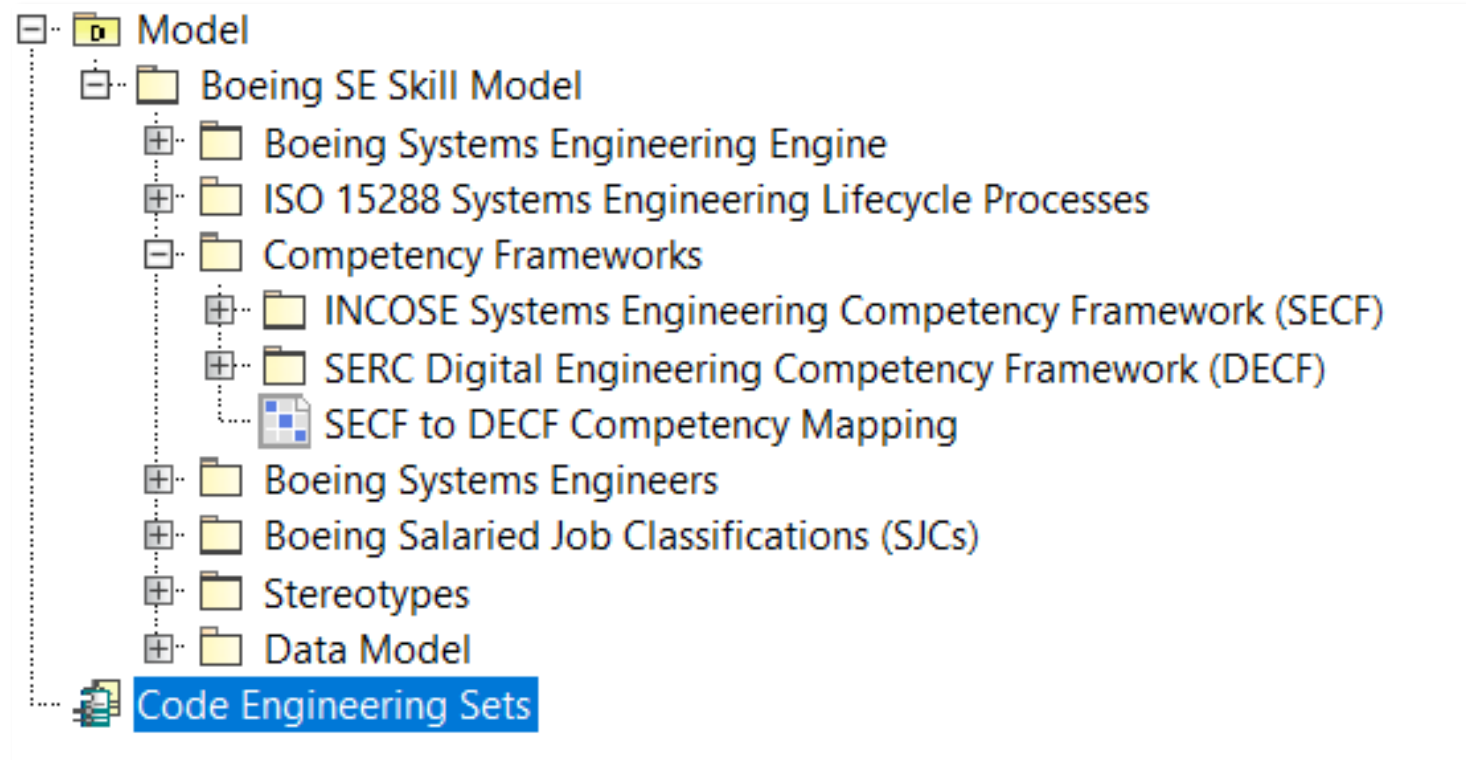 Model
Boeing SE Skill Model
Boeing Systems Engineering Engine
ISO 15288 Systems Engineering Lifecycle Processes
Competency Frameworks
INCOSE Systems Engineering Competency Framework (SECF)
SERC Digital Engineering Competency Framework (DECF)
SECF to DECF Competency Mapping
Boeing Systems Engineers
Boeing Salaried Job Classifications (SJCs)
Stereotypes
Data Model
Code Engineering Sets